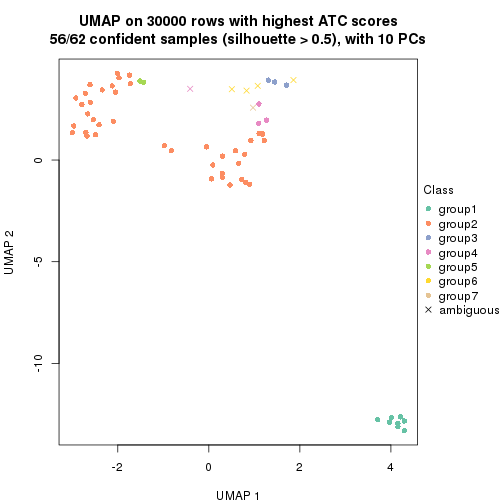 UMAP on 30000 rows with highest ATC scores
56/62 confident samples (silhouette > 0.5), with 10 PCs
UMAP 2
0
-5
-10
-2
0
2
4
UMAP 1
Class
group1
group2
group3
group4
group5
group6
group7
ambiguous